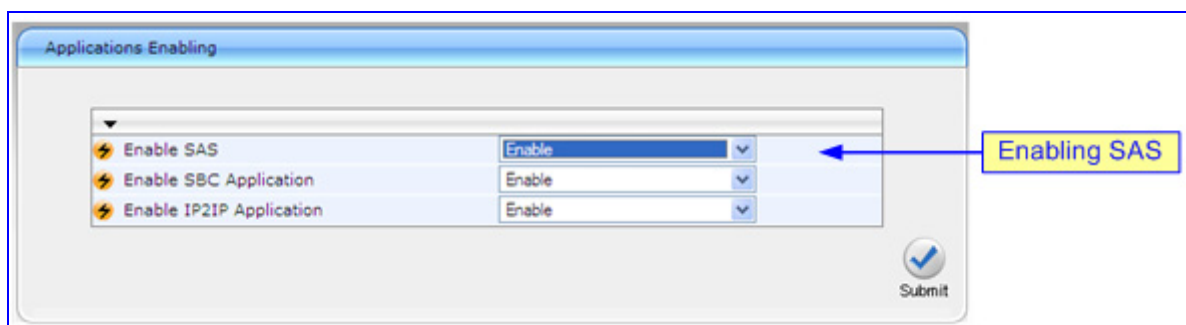 Applications Enabling
Enable SAS Enable
Enabling SAS
Enable SBC Application Enable
Enable IP2IP Application Enable
Submit